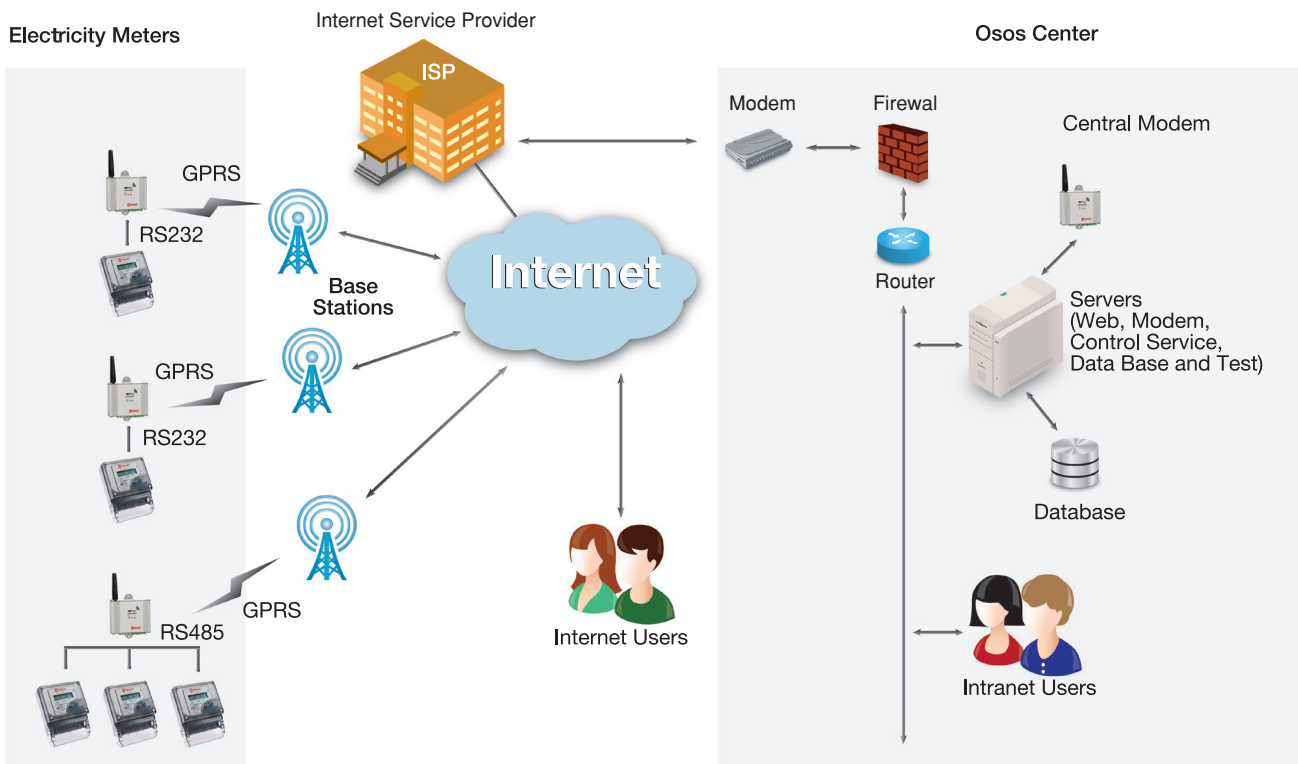 Internet Service Provider
Electricity Meters
Osos Center
ISP
Modem
Firewal
Central Modem
GPRS
RS232
Internet
Base
Stations
Router
Servers
(Web, Modem,
Control Service,
Data Base and Test)
GPRS
RS232
Database
GPRS
RS485
Internet Users
Intranet Users